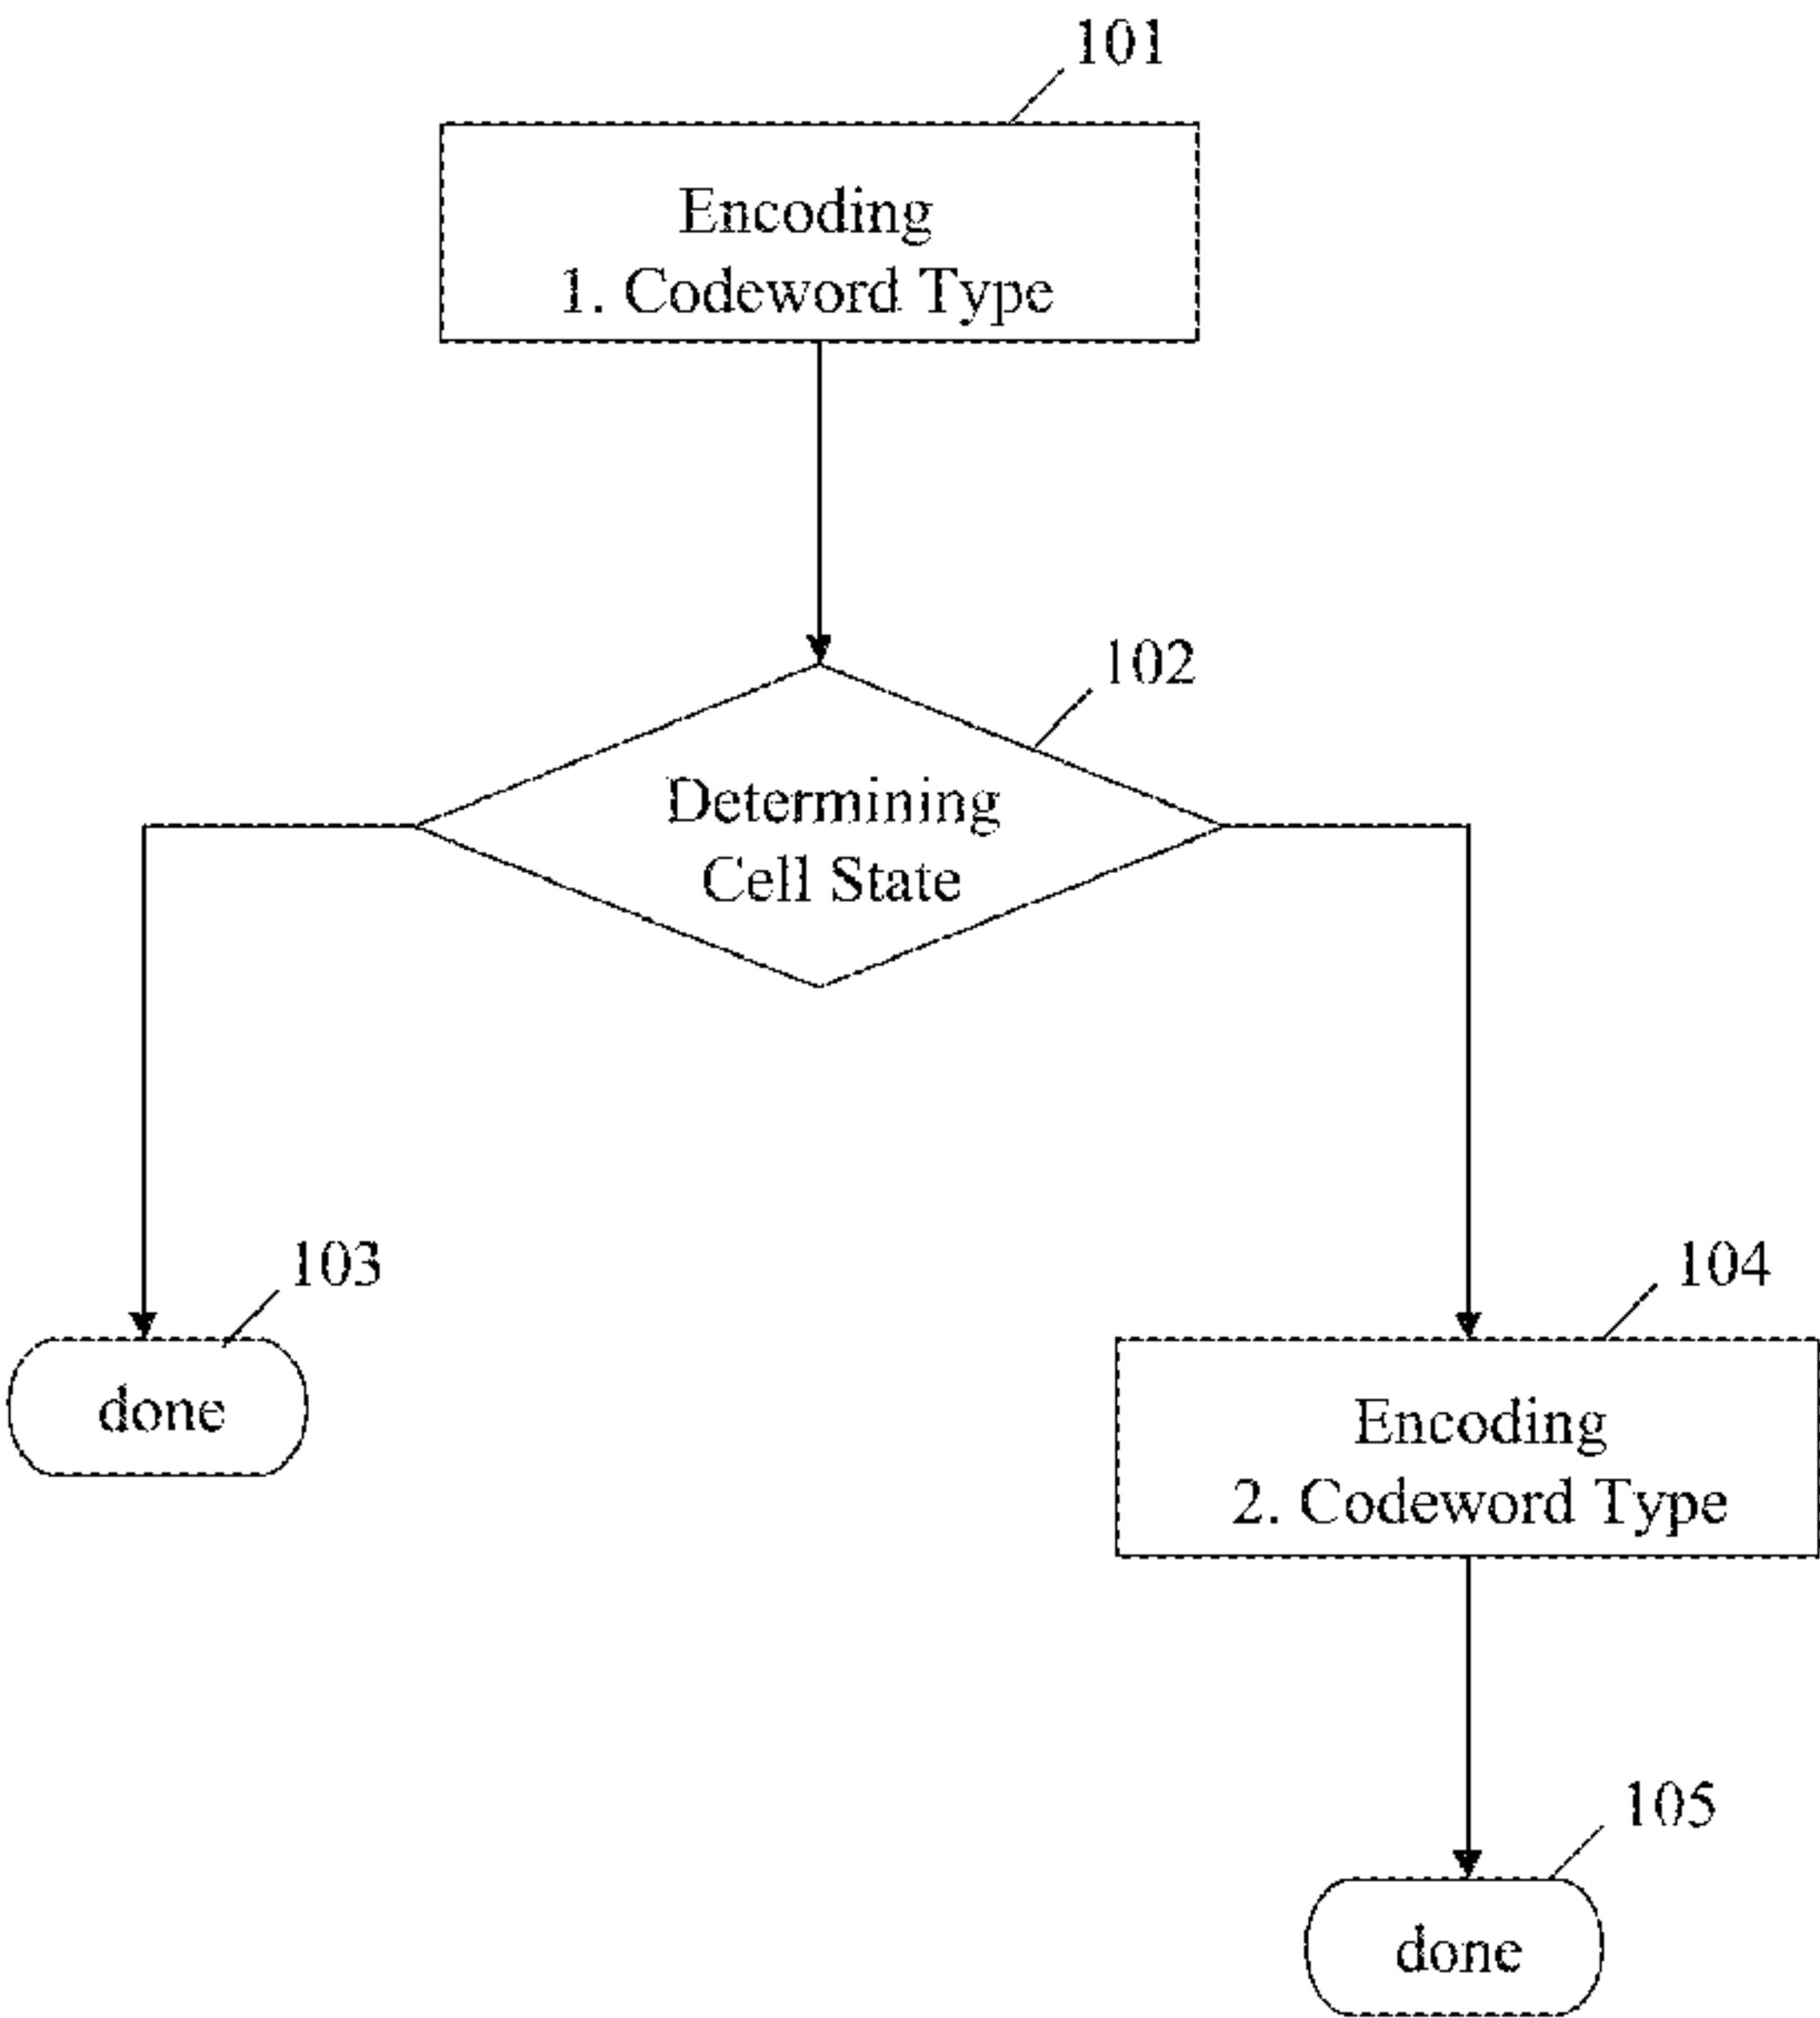 101
Encoding
1. Codeword Type
102
Determining
Cell State
103
done
104
Encoding
2. Codeword Type
105
done